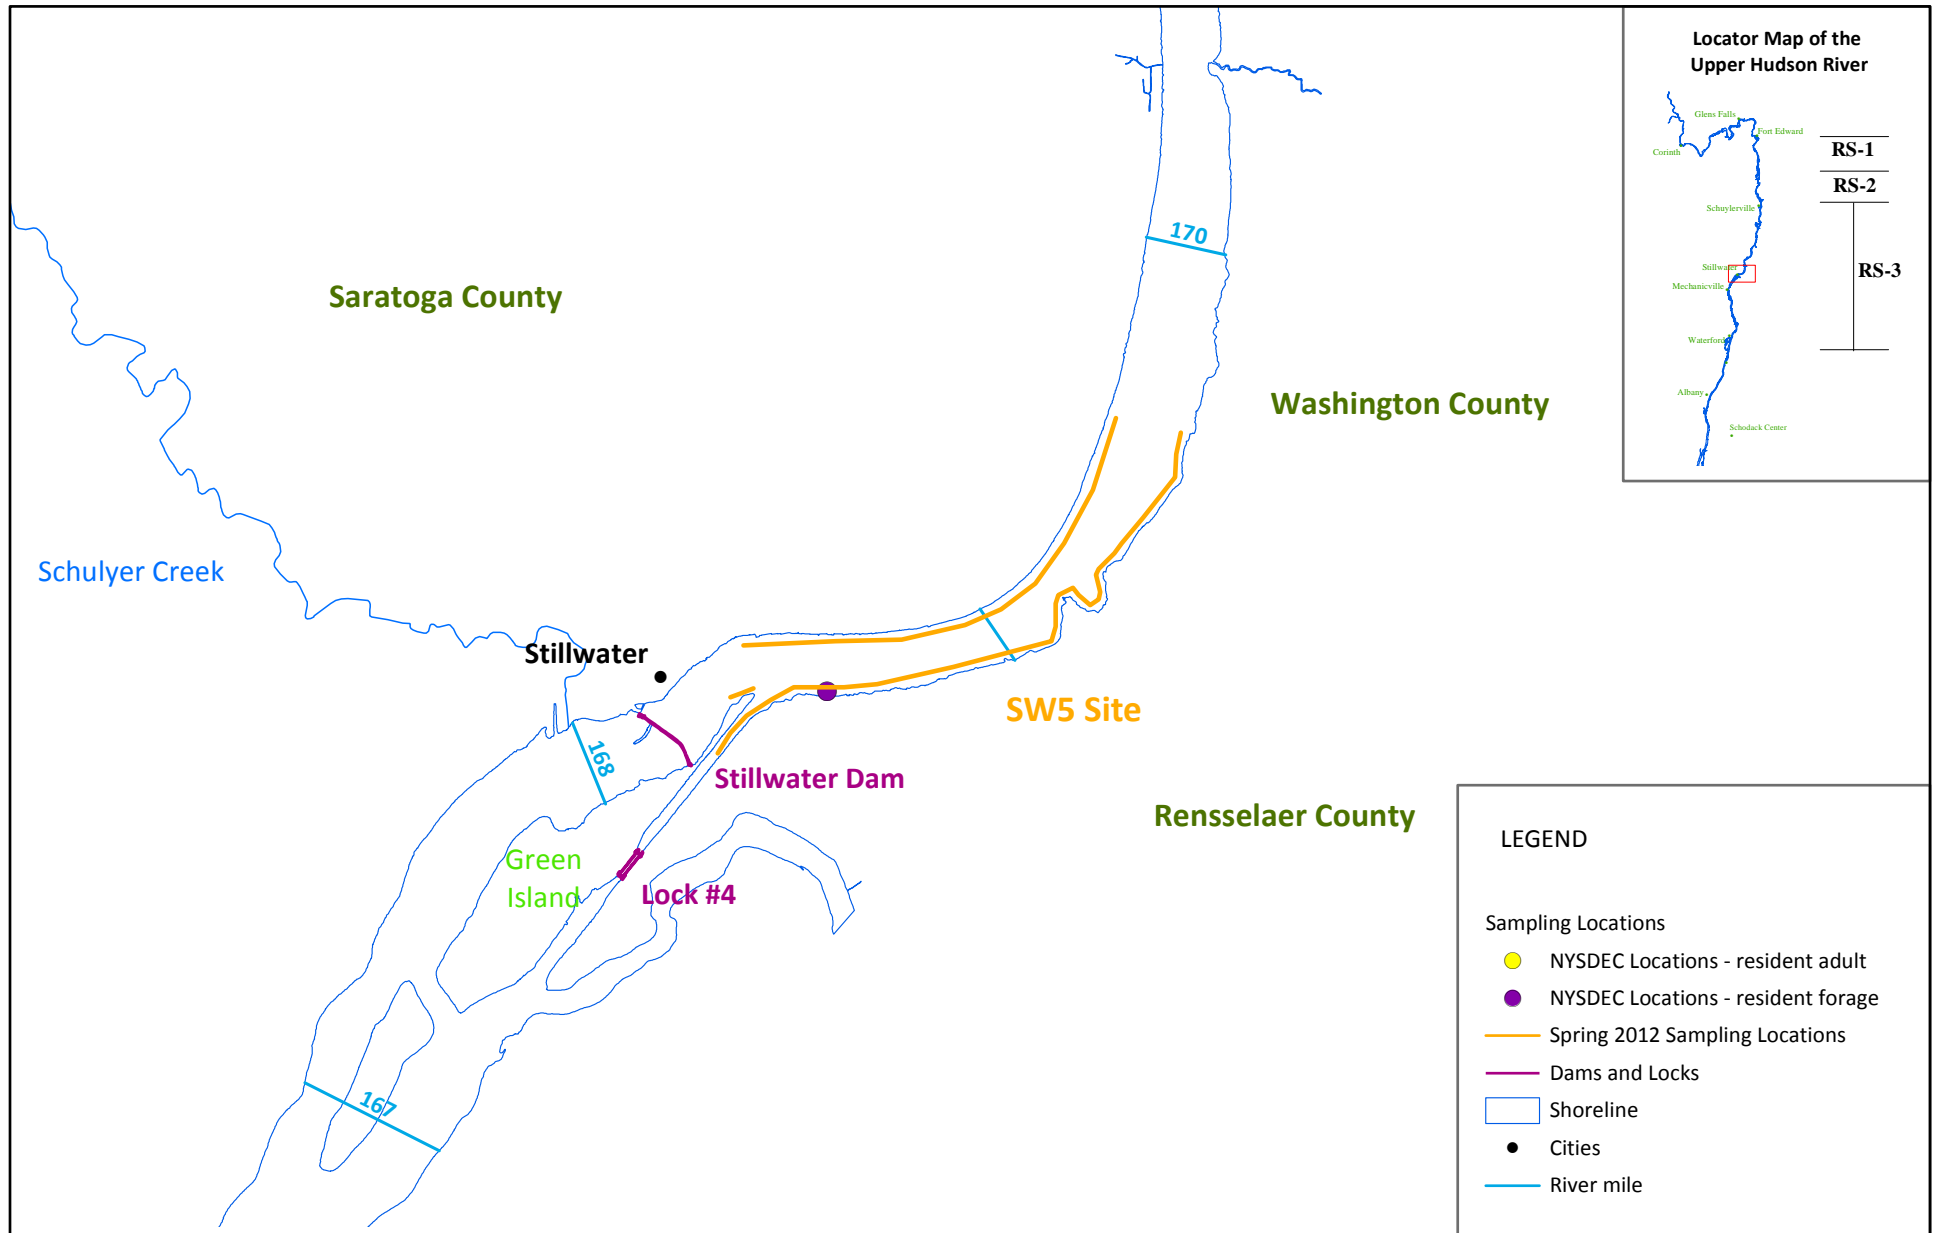 Locator Map of the
Upper Hudson River
Glens Falls
Fort Edward
Corinth
RS-1
RS-2
Schuylerville
Stillwater
RS-3
Mechanicville
Waterford
Albany
Schodack Center
170
Saratoga County
Washington County
Schulyer Creek
Stillwater
SW5 Site
168
Stillwater Dam
Rensselaer County
Green
Island
Lock #4
167
LEGEND
Sampling Locations
NYSDEC Locations - resident adult
NYSDEC Locations - resident forage
Spring 2012 Sampling Locations
Dams and Locks
Shoreline
Cities
River mile